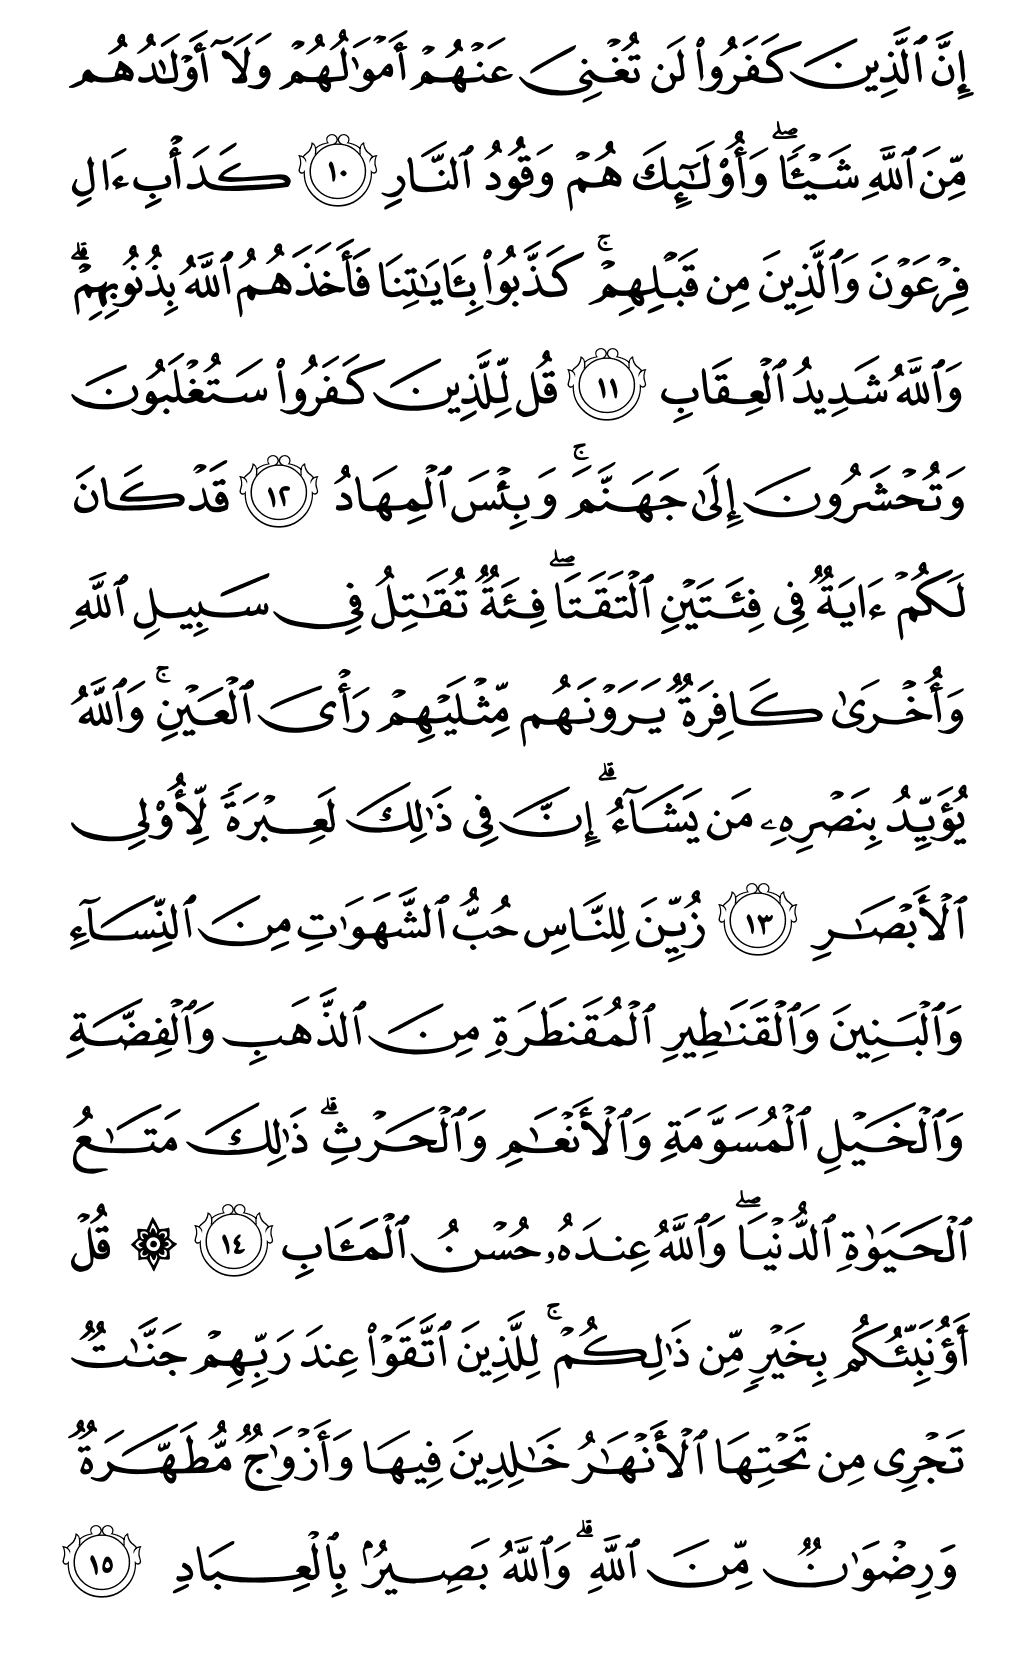 إِنَّ ٱلَّذِينَ كَفَرُوا۟ لَن تُغْنِىَ عَنْهُمْ أَمْوَٰلُهُمْ وَلَآ أَوْلَـٰدُهُم
مِّنَ ٱللَّهِ شَيْـًٔا ۖ وَأُو۟لَـٰٓئِكَ هُمْ وَقُودُ ٱلنَّارِ ١٠ كَدَأْبِ ءَالِ
فِرْعَوْنَ وَٱلَّذِينَ مِن قَبْلِهِمْ ۚ كَذَّبُوا۟ بِـَٔايَـٰتِنَا فَأَخَذَهُمُ ٱللَّهُ بِذُنُوبِهِمْ ۗ
وَٱللَّهُ شَدِيدُ ٱلْعِقَابِ ١١ قُل لِّلَّذِينَ كَفَرُوا۟ سَتُغْلَبُونَ
وَتُحْشَرُونَ إِلَىٰ جَهَنَّمَ ۚ وَبِئْسَ ٱلْمِهَادُ ١٢ قَدْ كَانَ
لَكُمْ ءَايَةٌ فِى فِئَتَيْنِ ٱلْتَقَتَا ۖ فِئَةٌ تُقَـٰتِلُ فِى سَبِيلِ ٱللَّهِ
وَأُخْرَىٰ كَافِرَةٌ يَرَوْنَهُم مِّثْلَيْهِمْ رَأْىَ ٱلْعَيْنِ ۚ وَٱللَّهُ
يُؤَيِّدُ بِنَصْرِهِۦ مَن يَشَآءُ ۗ إِنَّ فِى ذَٰلِكَ لَعِبْرَةً لِّأُو۟لِى
ٱلْأَبْصَـٰرِ ١٣ زُيِّنَ لِلنَّاسِ حُبُّ ٱلشَّهَوَٰتِ مِنَ ٱلنِّسَآءِ
وَٱلْبَنِينَ وَٱلْقَنَـٰطِيرِ ٱلْمُقَنطَرَةِ مِنَ ٱلذَّهَبِ وَٱلْفِضَّةِ
وَٱلْخَيْلِ ٱلْمُسَوَّمَةِ وَٱلْأَنْعَـٰمِ وَٱلْحَرْثِ ۗ ذَٰلِكَ مَتَـٰعُ
ٱلْحَيَوٰةِ ٱلدُّنْيَا ۖ وَٱللَّهُ عِندَهُۥ حُسْنُ ٱلْمَـَٔابِ ١٤ ۞ قُلْ
أَؤُنَبِّئُكُم بِخَيْرٍ مِّن ذَٰلِكُمْ ۚ لِلَّذِينَ ٱتَّقَوْا۟ عِندَ رَبِّهِمْ جَنَّـٰتٌ
تَجْرِى مِن تَحْتِهَا ٱلْأَنْهَـٰرُ خَـٰلِدِينَ فِيهَا وَأَزْوَٰجٌ مُّطَهَّرَةٌ
وَرِضْوَٰنٌ مِّنَ ٱللَّهِ ۗ وَٱللَّهُ بَصِيرٌۢ بِٱلْعِبَادِ ١٥